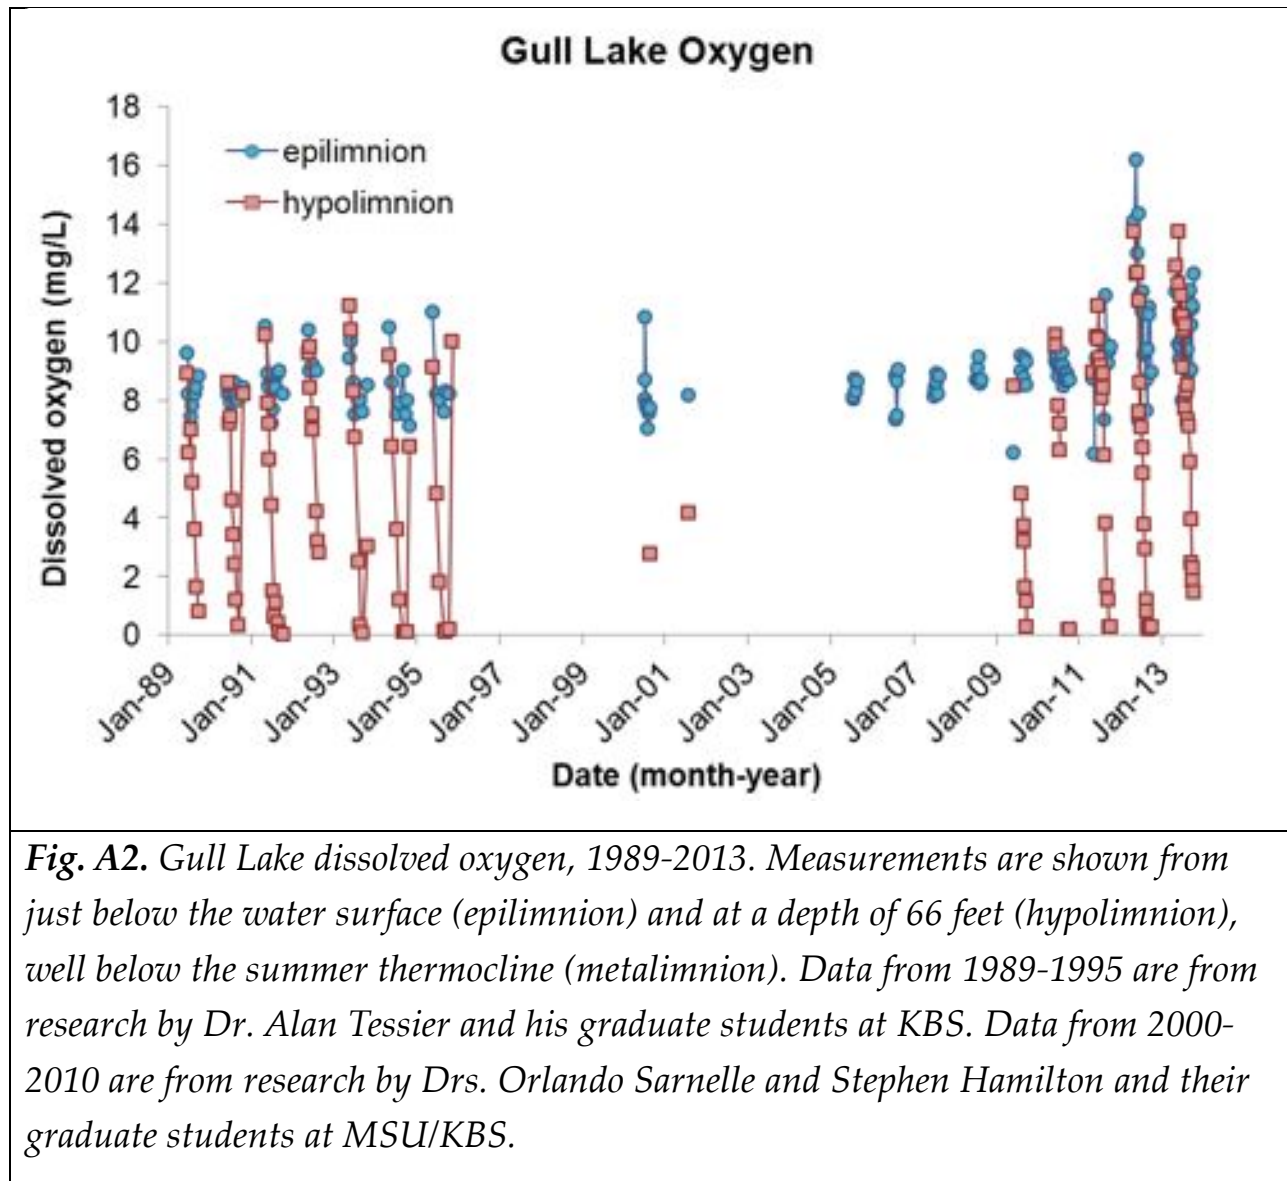 Gull Lake Oxygen
18
16
14
12
10
8
6
4
2
0
epilimnion
hypolimnion
Dissolved oxygen (mg/L)
Jan-89
Jan-91
Jan-93
Jan-95
Jan-97
Jan-99
Jan-01
Jan-03
Jan-05
Jan-07
Jan-09
Jan-11
Jan-13
Date (month-year)
Fig. A2. Gull Lake dissolved oxygen, 1989-2013. Measurements are shown from
just below the water surface (epilimnion) and at a depth of 66 feet (hypolimnion),
well below the summer thermocline (metalimnion). Data from 1989-1995 are from
research by Dr. Alan Tessier and his graduate students at KBS. Data from 2000-
2010 are from research by Drs. Orlando Sarnelle and Stephen Hamilton and their
graduate students at MSU/KBS.